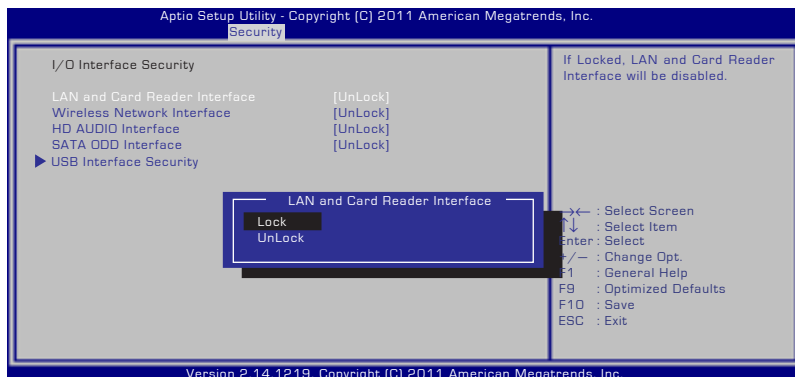 Aptio Setup Utility - Copyright (C) 2011 American Megatrends, Inc.
Security
I/O Interface Security
LAN and Card Reader Interface [UnLock]
Wireless Network Interface [UnLock]
HD AUDIO Interface [UnLock]
SATA ODD Interface [UnLock]
USB Interface Security
If Locked, LAN and Card Reader
Interface will be disabled.
LAN and Card Reader Interface
Lock
UnLock
→← : Select Screen
↑↓ : Select Item
Enter : Select
+/− : Change Opt.
F1 : General Help
F9 : Optimized Defaults
F10 : Save
ESC : Exit
Version 2.14.1219. Copyright (C) 2011 American Megatrends, Inc.